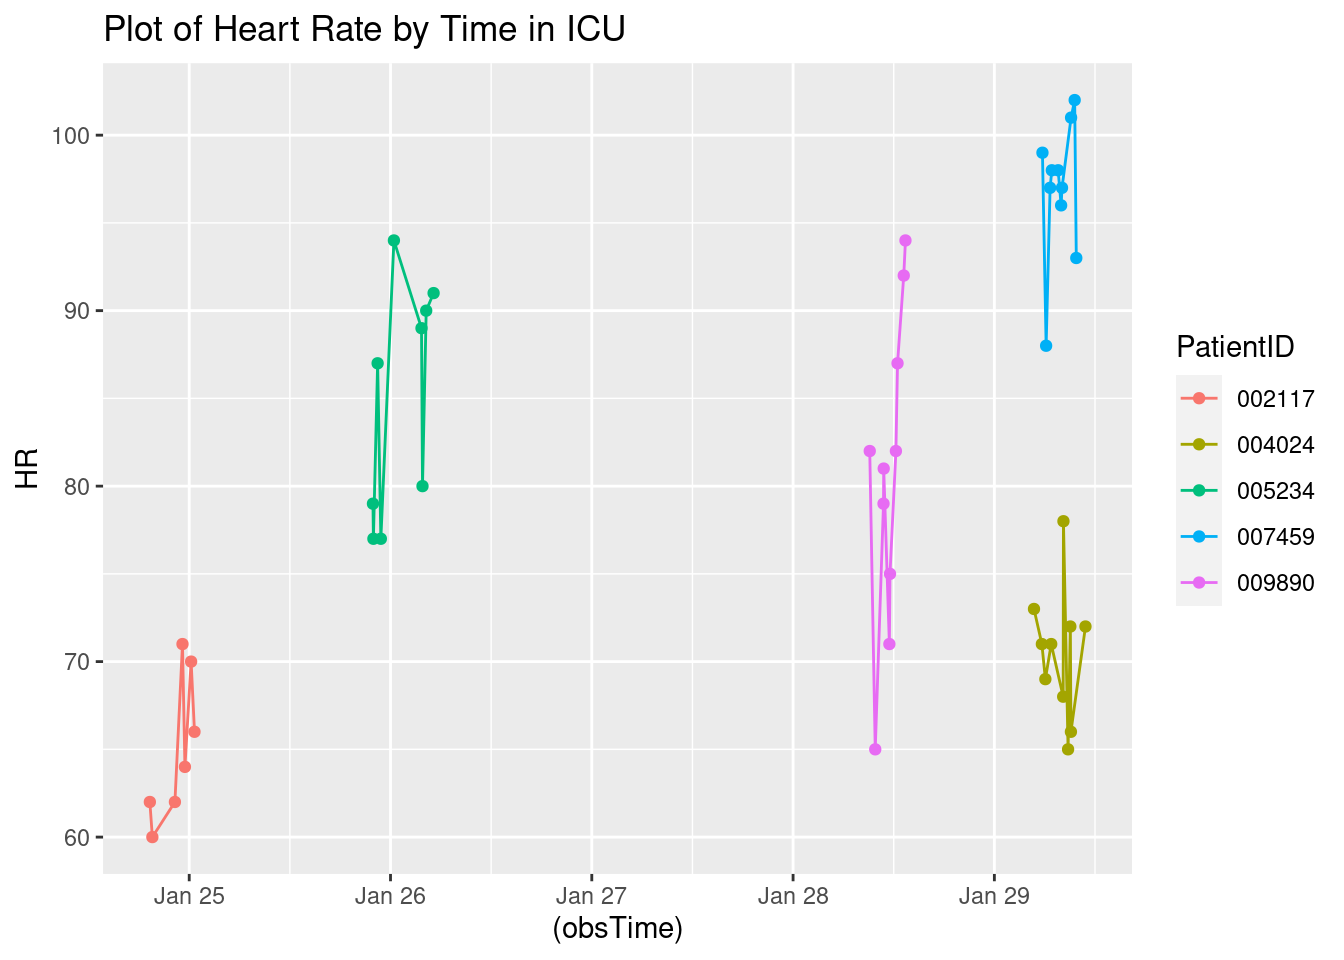 Plot of Heart Rate by Time in ICU
100
90
80
70
60
HR
Jan 25
Jan 26
Jan 27
Jan 28
Jan 29
(obsTime)
PatientID
002117
004024
005234
007459
009890